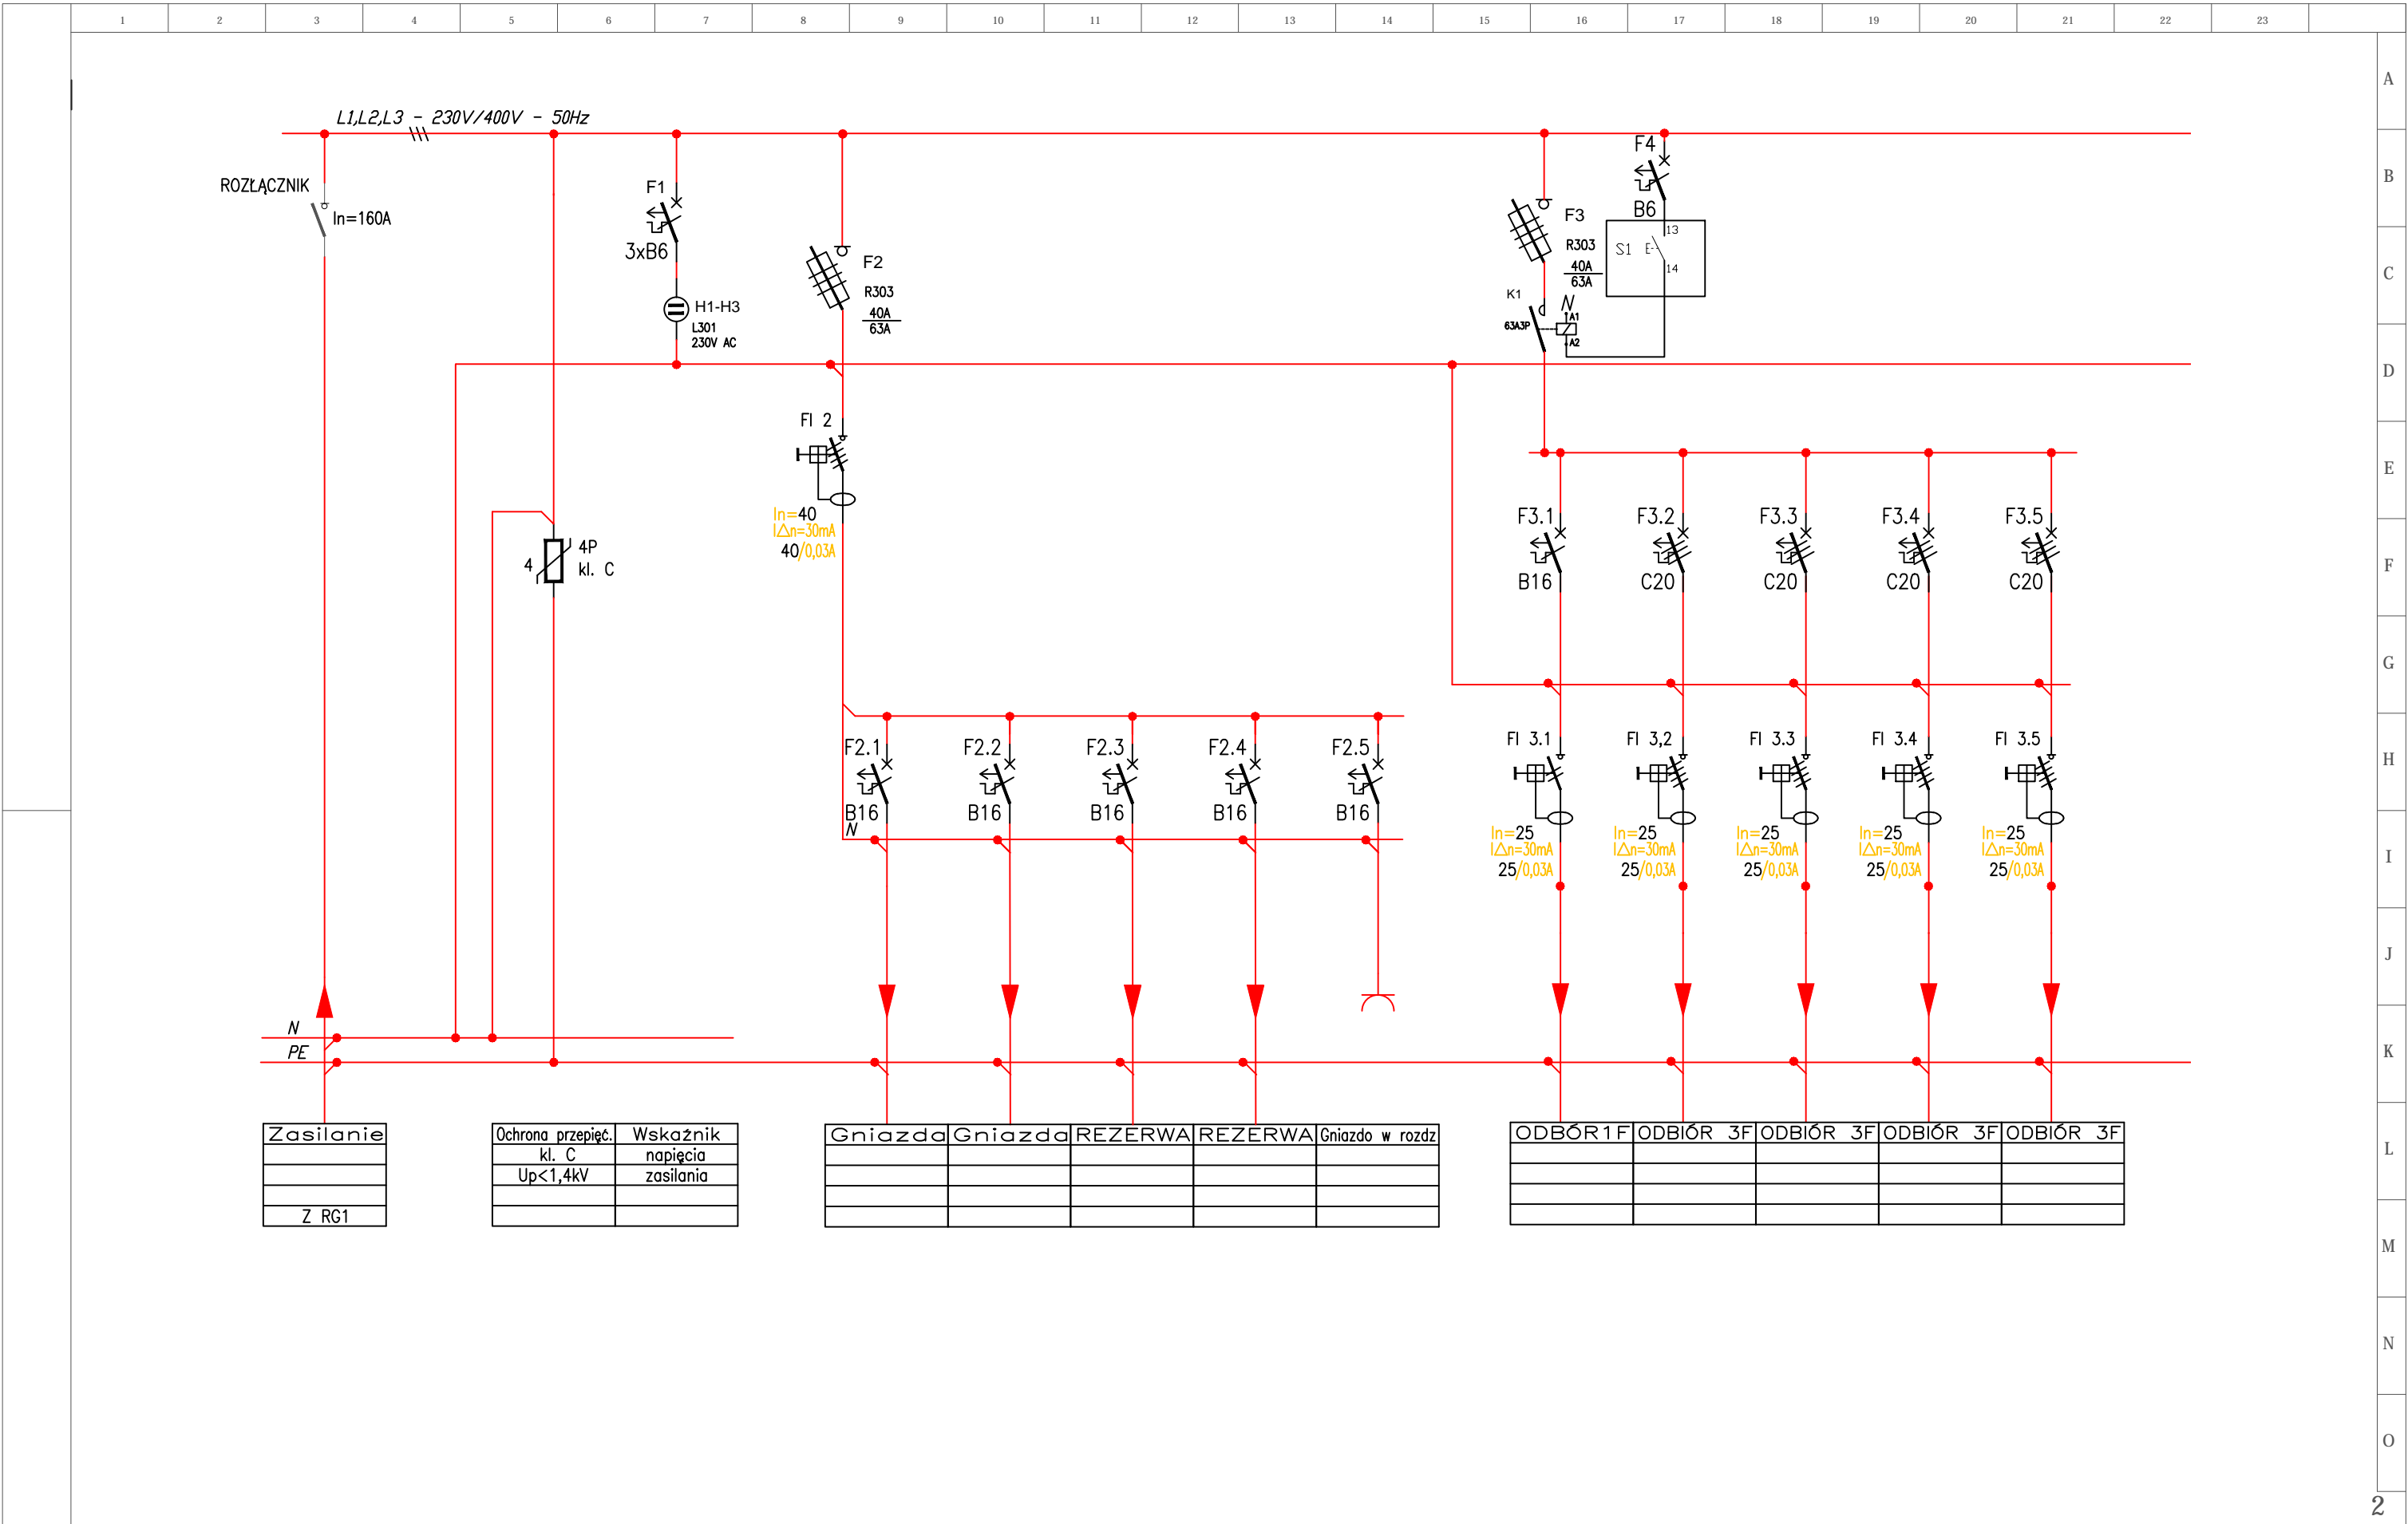 1 2 3 4 5 6 7 8 9 10 11 12 13 14 15 16 17 18 19 20 21 22 23
A
B
C
D
E
F
G
H
I
J
K
L
M
N
O
2
L1,L2,L3 - 230V/400V - 50Hz
ROZŁĄCZNIK
In=160A
F1
3xB6
H1-H3
L301
230V AC
F2
R303
40A
63A
F3
R303
40A
63A
F4
B6
S1
E
13
14
K1
63A3P
N
A1
A2
FI 2
In=40
I△n=30mA
40/0,03A
4
4P
kl. C
F3.1 F3.2 F3.3 F3.4 F3.5
B16 C20 C20 C20 C20
F2.1 F2.2 F2.3 F2.4 F2.5
B16 B16 B16 B16 B16
N
FI 3.1 FI 3,2 FI 3.3 FI 3.4 FI 3.5
In=25 In=25 In=25 In=25 In=25
I△n=30mA I△n=30mA I△n=30mA I△n=30mA I△n=30mA
25/0,03A 25/0,03A 25/0,03A 25/0,03A 25/0,03A
N
PE
Zasilanie
Z RG1
Ochrona przepięć.
kl. C
Up<1,4kV
Wskaźnik
napięcia
zasilania
Gniazda Gniazda REZERWA REZERWA Gniazdo w rozdz
ODBÓR1F ODBIÓR 3F ODBIÓR 3F ODBIÓR 3F ODBIÓR 3F